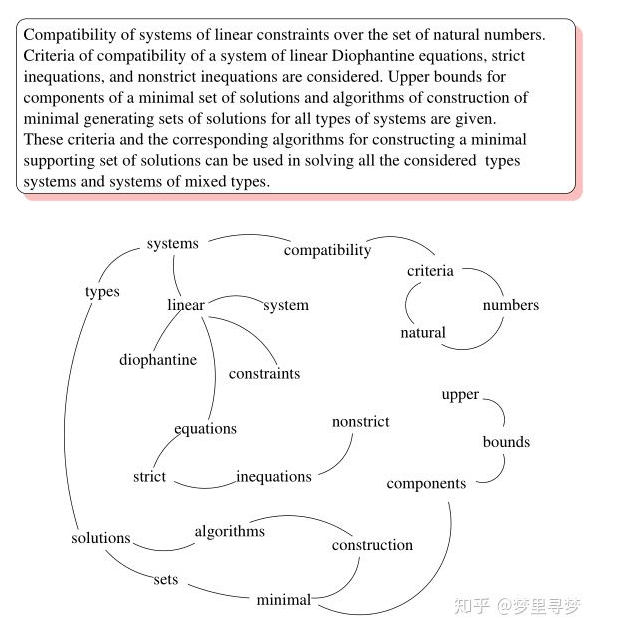 Compatibility of systems of linear constraints over the set of natural numbers.
Criteria of compatibility of a system of linear Diophantine equations, strict
inequations, and nonstrict inequations are considered. Upper bounds for
components of a minimal set of solutions and algorithms of construction of
minimal generating sets of solutions for all types of systems are given.
These criteria and the corresponding algorithms for constructing a minimal
supporting set of solutions can be used in solving all the considered types
systems and systems of mixed types.
systems
compatibility
criteria
types
linear
system
numbers
natural
diophantine
constraints
upper
nonstrict
equations
bounds
strict
inequations
components
algorithms
solutions
construction
sets
minimal
知乎 @梦里寻梦